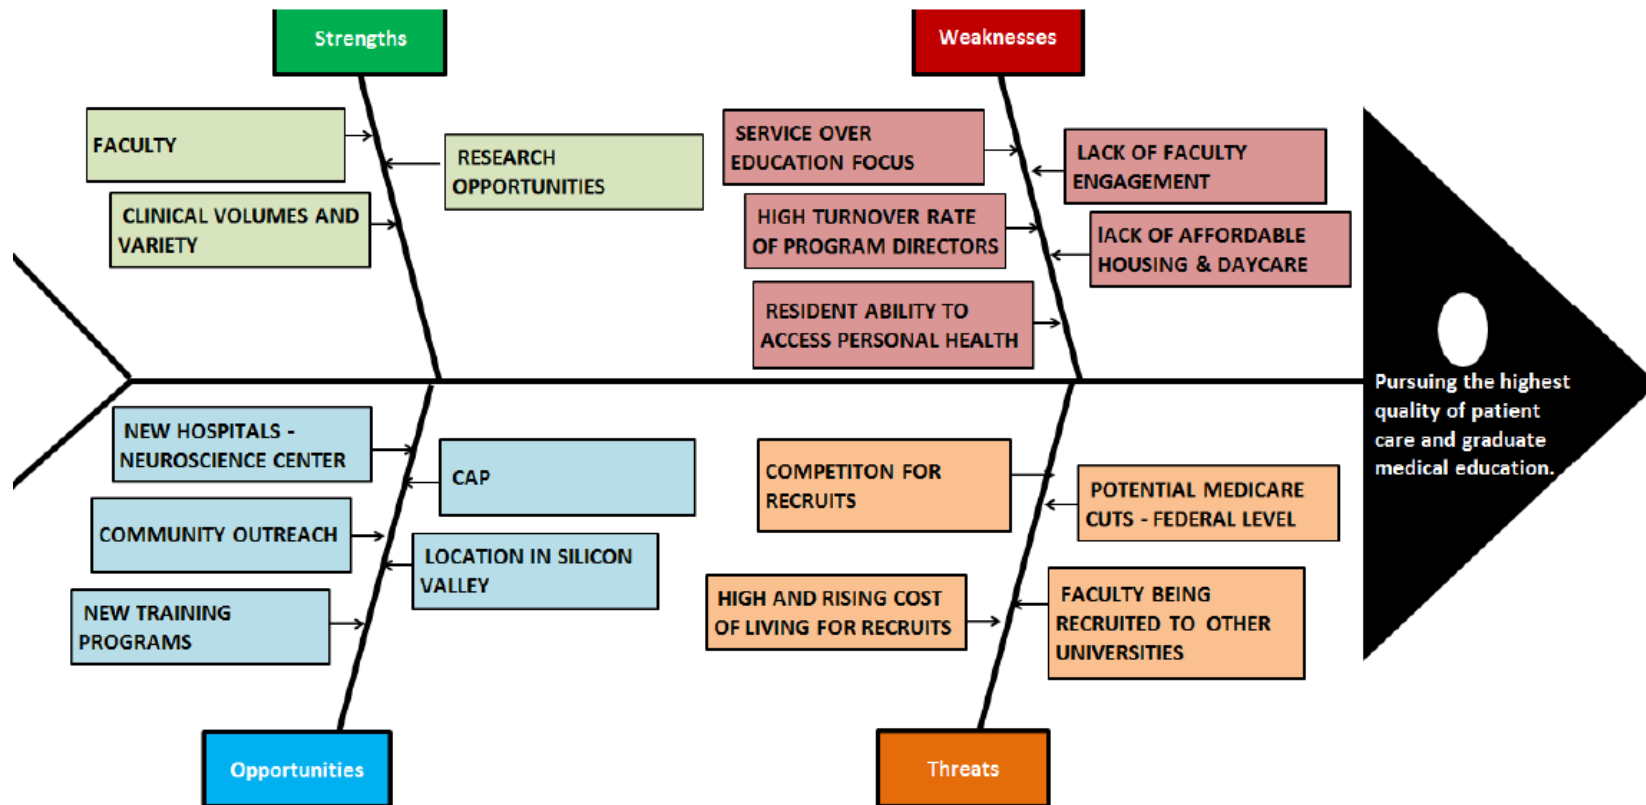 Strengths
Weaknesses
FACULTY
RESEARCH
OPPORTUNITIES
CLINICAL VOLUMES AND
VARIETY
SERVICE OVER
EDUCATION FOCUS
LACK OF FACULTY
ENGAGEMENT
HIGH TURNOVER RATE
OF PROGRAM DIRECTORS
lACK OF AFFORDABLE
HOUSING & DAYCARE
RESIDENT ABILITY TO
ACCESS PERSONAL HEALTH
Pursuing the highest
quality of patient
care and graduate
medical education.
NEW HOSPITALS -
NEUROSCIENCE CENTER
CAP
COMMUNITY OUTREACH
LOCATION IN SILICON
VALLEY
NEW TRAINING
PROGRAMS
COMPETITON FOR
RECRUITS
POTENTIAL MEDICARE
CUTS - FEDERAL LEVEL
HIGH AND RISING COST
OF LIVING FOR RECRUITS
FACULTY BEING
RECRUITED TO OTHER
UNIVERSITIES
Opportunities
Threats